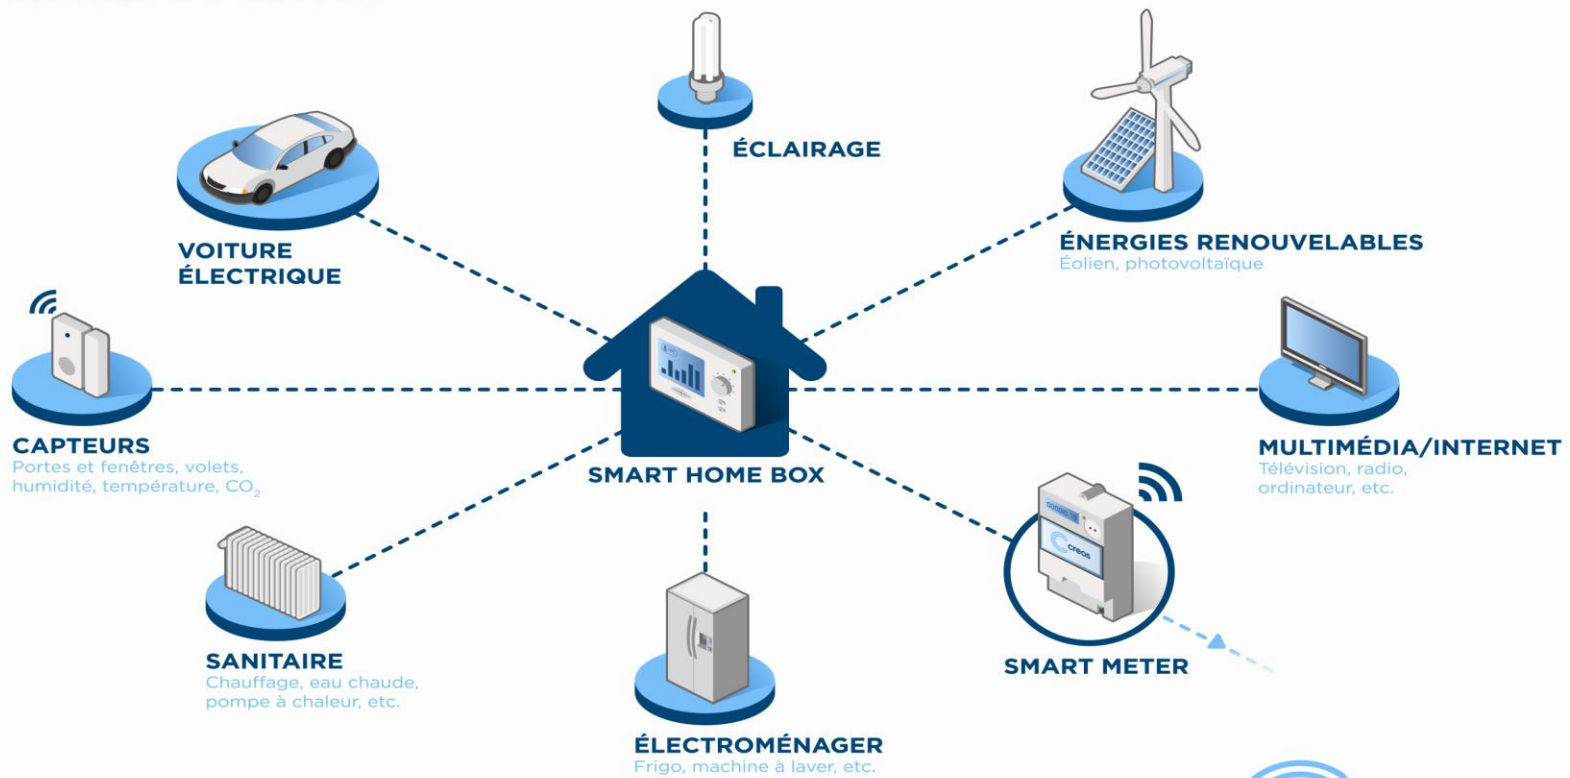 ÉCLAIRAGE
VOITURE
ÉLECTRIQUE
ÉNERGIES RENOUVELABLES
Éolien, photovoltaïque
CAPTEURS
Portes et fenêtres, volets,
humidité, température, CO₂
SMART HOME BOX
MULTIMÉDIA/INTERNET
Télévision, radio,
ordinateur, etc.
creos
SANITAIRE
Chauffage, eau chaude,
pompe à chaleur, etc.
SMART METER
ÉLECTROMÉNAGER
Frigo, machine à laver, etc.